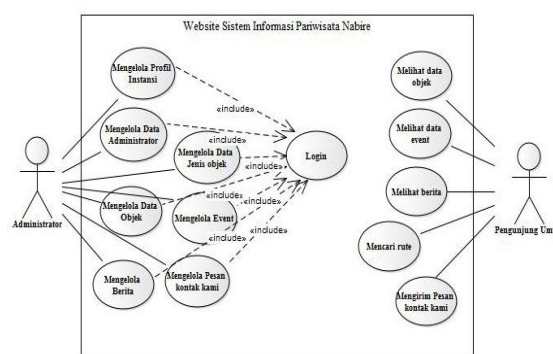 Website Sistem Informasi Pariwisata Nabire
Mengelola Profil
Instansi
«include»
Mengelola Data
Administrator
«include»
Mengelola Data
Jenis objek
«include»
Login
Mengelola Data
Objek
«include»
Mengelola Event
«include»
«include»
Mengelola
Berita
Mengelola Pesan
kontak kami
«include»
Administrator
Melihat data
objek
Melihat data
event
Melihat berita
Mencari rute
Mengirim Pesan
kontak kami
Pengunjung Um